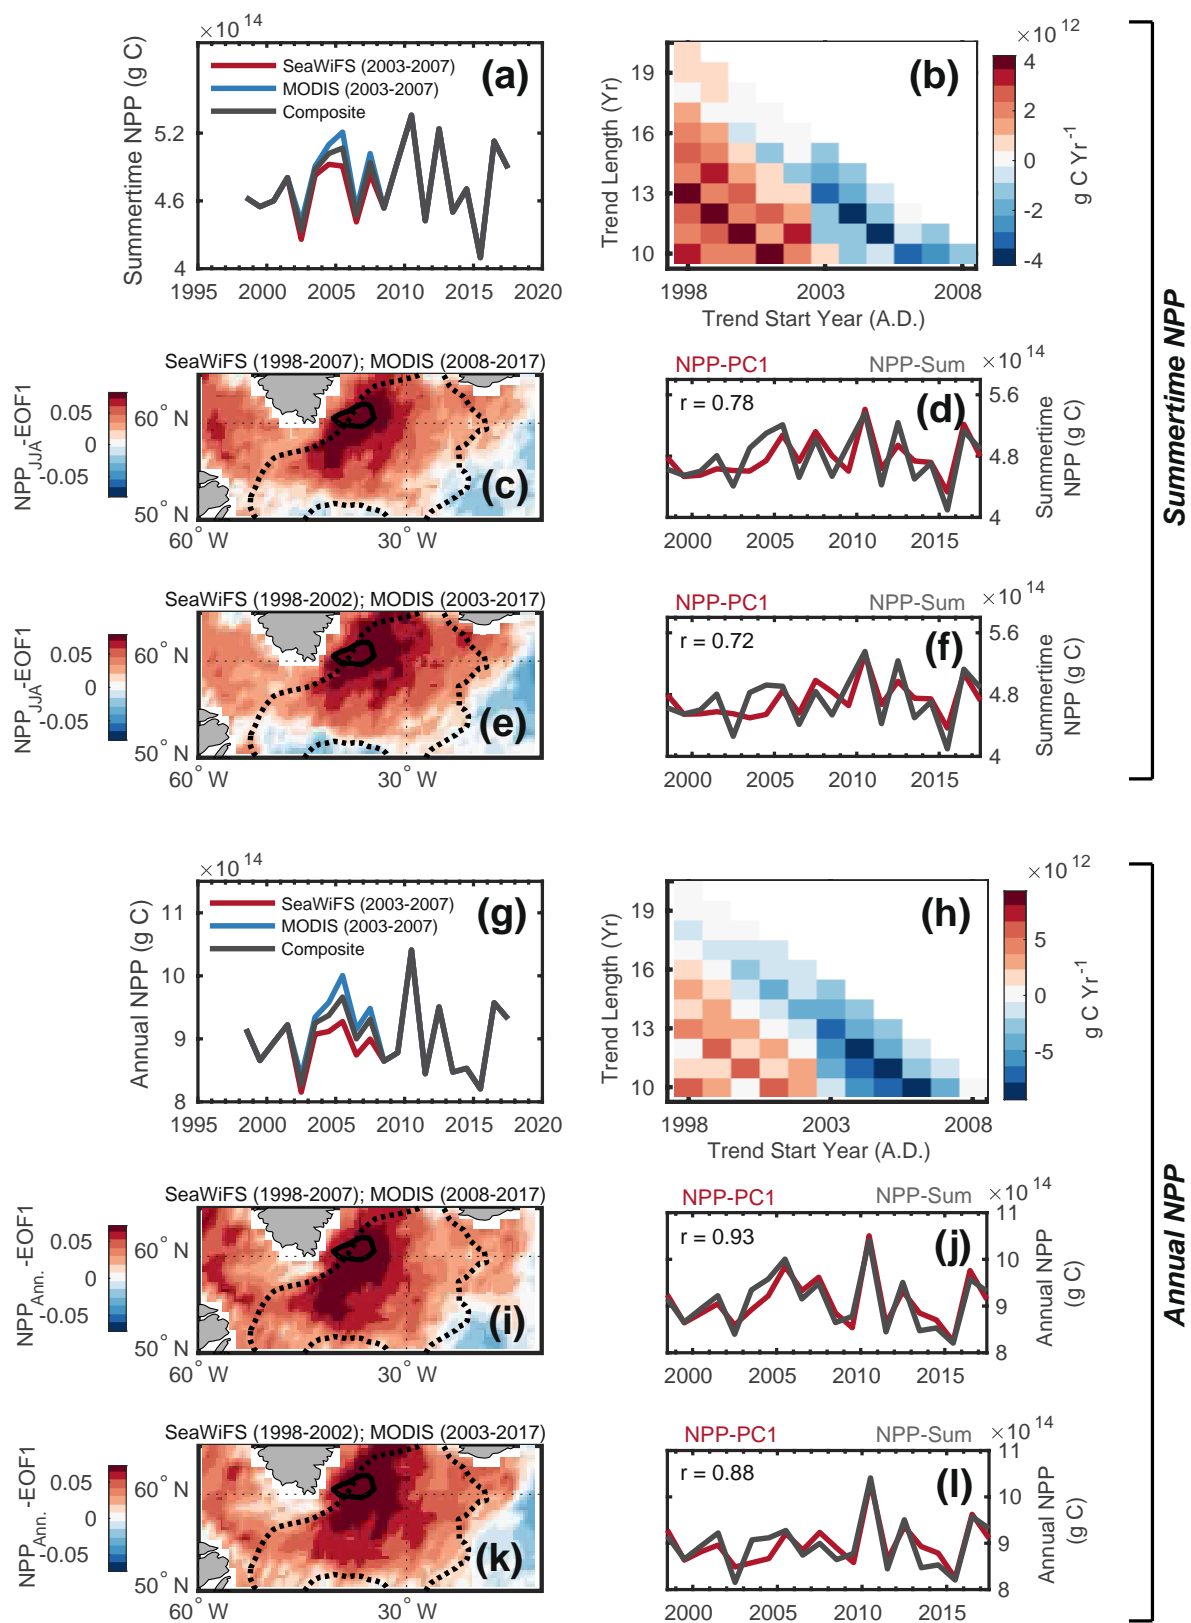 × 10 14
Summertime NPP (g C)
5.2
4.6
4
SeaWiFS (2003-2007)
MODIS (2003-2007)
Composite
(a)
1995 2000 2005 2010 2015 2020
Trend Length (Yr)
19
16
13
10
(b)
1998 2003 2008
Trend Start Year (A.D.)
× 10 12
4
2
0
-2
-4
g C Yr-1
Summertime NPP
SeaWiFS (1998-2007); MODIS (2008-2017)
NPPJJA-EOF1
0.05
0
-0.05
60° N
50° N
(c)
60° W 30° W
NPP-PC1 NPP-Sum × 10 14
r = 0.78
(d)
5.6
4.8
4
Summertime
NPP (g C)
2000 2005 2010 2015
SeaWiFS (1998-2002); MODIS (2003-2017)
NPPJJA-EOF1
0.05
0
-0.05
60° N
50° N
(e)
60° W 30° W
NPP-PC1 NPP-Sum × 10 14
r = 0.72
(f)
5.6
4.8
4
Summertime
NPP (g C)
2000 2005 2010 2015
× 10 14
Annual NPP (g C)
11
10
9
8
SeaWiFS (2003-2007)
MODIS (2003-2007)
Composite
(g)
1995 2000 2005 2010 2015 2020
Trend Length (Yr)
19
16
13
10
(h)
1998 2003 2008
Trend Start Year (A.D.)
× 10 12
5
0
-5
g C Yr-1
Annual NPP
SeaWiFS (1998-2007); MODIS (2008-2017)
NPPAnn.-EOF1
0.05
0
-0.05
60° N
50° N
(i)
60° W 30° W
NPP-PC1 NPP-Sum × 10 14
r = 0.93
(j)
11
10
9
8
Annual NPP
(g C)
2000 2005 2010 2015
SeaWiFS (1998-2002); MODIS (2003-2017)
NPPAnn.-EOF1
0.05
0
-0.05
60° N
50° N
(k)
60° W 30° W
NPP-PC1 NPP-Sum × 10 14
r = 0.88
(l)
11
10
9
8
Annual NPP
(g C)
2000 2005 2010 2015